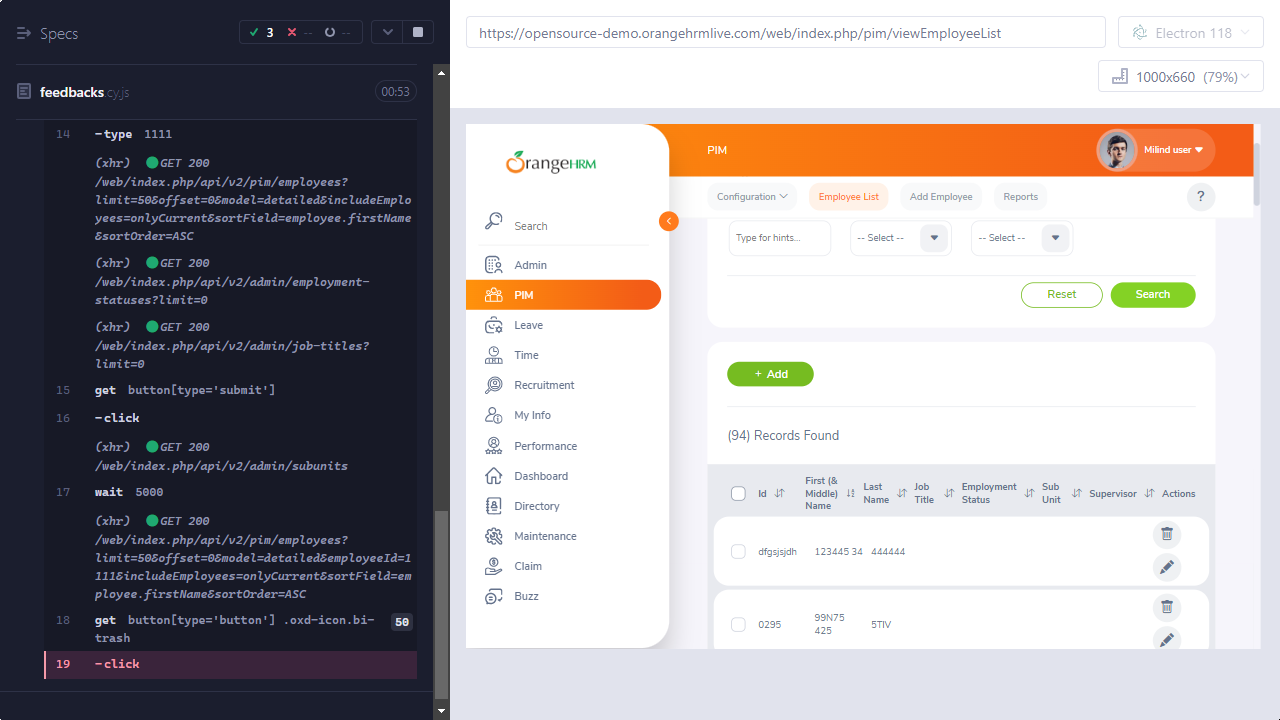 Specs
3
--
--
feedbacks.cy.js
00:53
14 -type 1111
(xhr) GET 200
/web/index.php/api/v2/pim/employees?
limit=50&offset=0&model=detailed&includeEmplo
yees=onlyCurrent&sortField=employee.firstName
&sortOrder=ASC
(xhr) GET 200
/web/index.php/api/v2/admin/employment-
statuses?limit=0
(xhr) GET 200
/web/index.php/api/v2/admin/job-titles?
limit=0
15 get button[type='submit']
16 -click
(xhr) GET 200
/web/index.php/api/v2/admin/subunits
17 wait 5000
(xhr) GET 200
/web/index.php/api/v2/pim/employees?
limit=50&offset=0&model=detailed&employeeId=1
111&includeEmployees=onlyCurrent&sortField=em
ployee.firstName&sortOrder=ASC
18 get button[type='button'] .oxd-icon.bi-
trash
50
19 -click
https://opensource-demo.orangehrmlive.com/web/index.php/pim/viewEmployeeList
Electron 118
1000x660 (79%)
OrangeHRM
Search
Admin
PIM
Leave
Time
Recruitment
My Info
Performance
Dashboard
Directory
Maintenance
Claim
Buzz
PIM
Milind user
Configuration
Employee List
Add Employee
Reports
?
Type for hints...
-- Select --
-- Select --
Reset
Search
+ Add
(94) Records Found
Id
First (&
Middle)
Name
Last
Name
Job
Title
Employment
Status
Sub
Unit
Supervisor
Actions
dfgsjsjdh
123445 34
444444
0295
99N75
425
5TIV